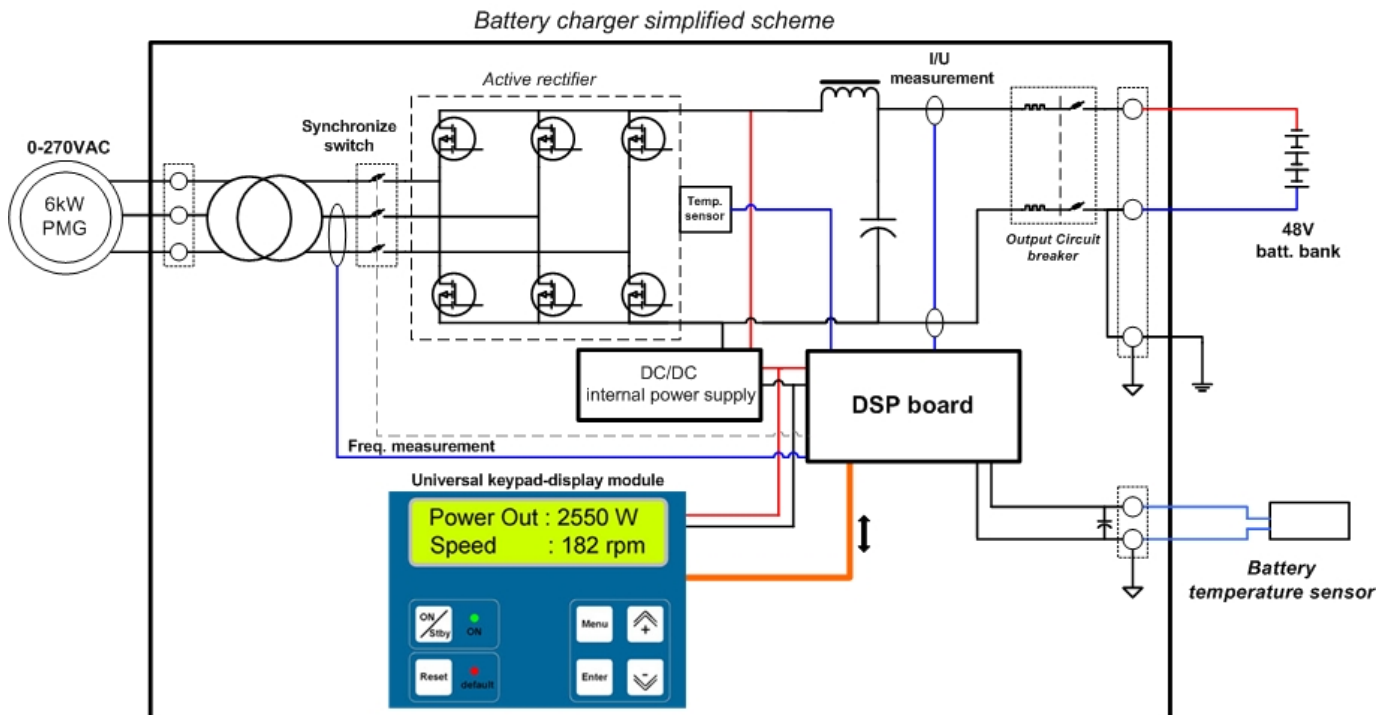 Battery charger simplified scheme
Active rectifier
I/U
measurement
Synchronize
switch
0-270VAC
6kW
PMG
Temp.
sensor
Output Circuit
breaker
48V
batt. bank
DC/DC
internal power supply
DSP board
Freq. measurement
Universal keypad-display module
Power Out : 2550 W
Speed : 182 rpm
ON
Stby
ON
Menu
+
Reset
default
Enter
-
Battery
temperature sensor